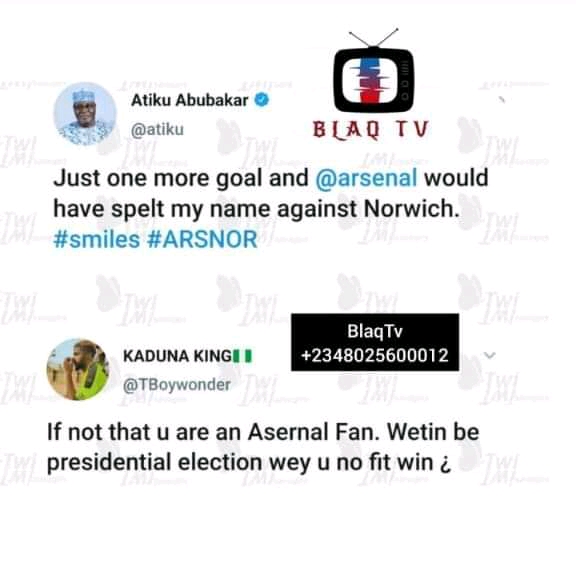 BLAQ TV
Atiku Abubakar
@atiku
Just one more goal and @arsenal would
have spelt my name against Norwich.
#smiles #ARSNOR
BlaqTv
+2348025600012
KADUNA KING🇳🇬
@TBoywonder
If not that u are an Asernal Fan. Wetin be
presidential election wey u no fit win ¿